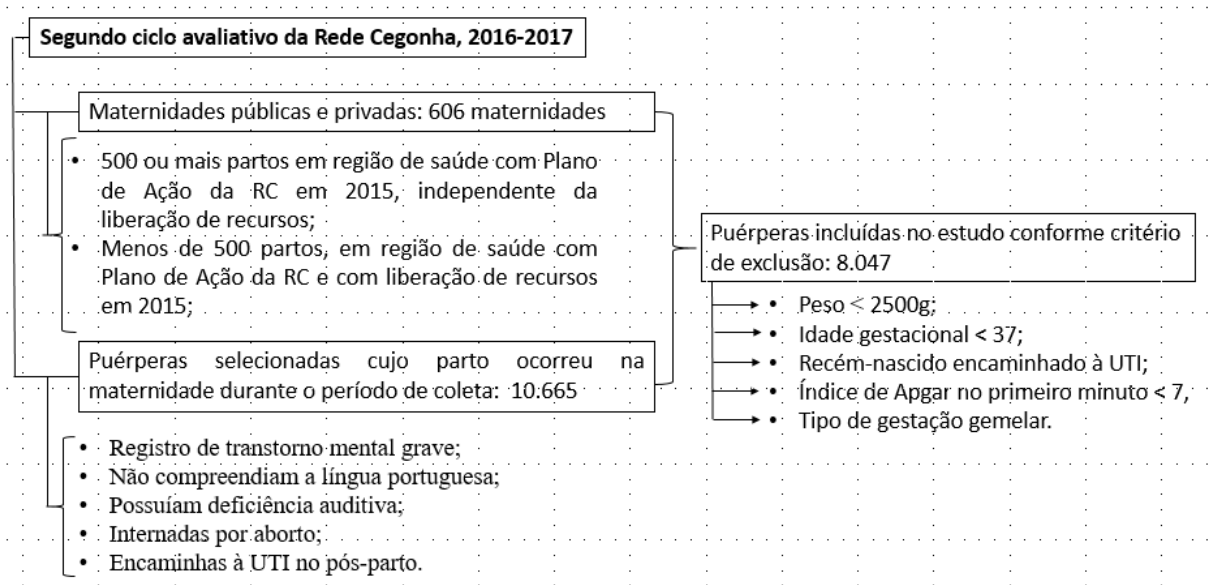 Segundo ciclo avaliativo da Rede Cegonha, 2016-2017
Maternidades públicas e privadas: 606 maternidades
• 500 ou mais partos em região de saúde com Plano
de Ação da RC em 2015, independente da
liberação de recursos;
• Menos de 500 partos, em região de saúde com
Plano de Ação da RC e com liberação de recursos
em 2015;
Puérperas selecionadas cujo parto ocorreu na
maternidade durante o período de coleta: 10.665
• Registro de transtorno mental grave;
• Não compreendiam a língua portuguesa;
• Possuíam deficiência auditiva;
• Internadas por aborto;
• Encaminhas à UTI no pós-parto.
Puérperas incluídas no estudo conforme critério
de exclusão: 8.047
• Peso < 2500g;
• Idade gestacional < 37;
• Recém-nascido encaminhado à UTI;
• Índice de Apgar no primeiro minuto < 7,
• Tipo de gestação gemelar.